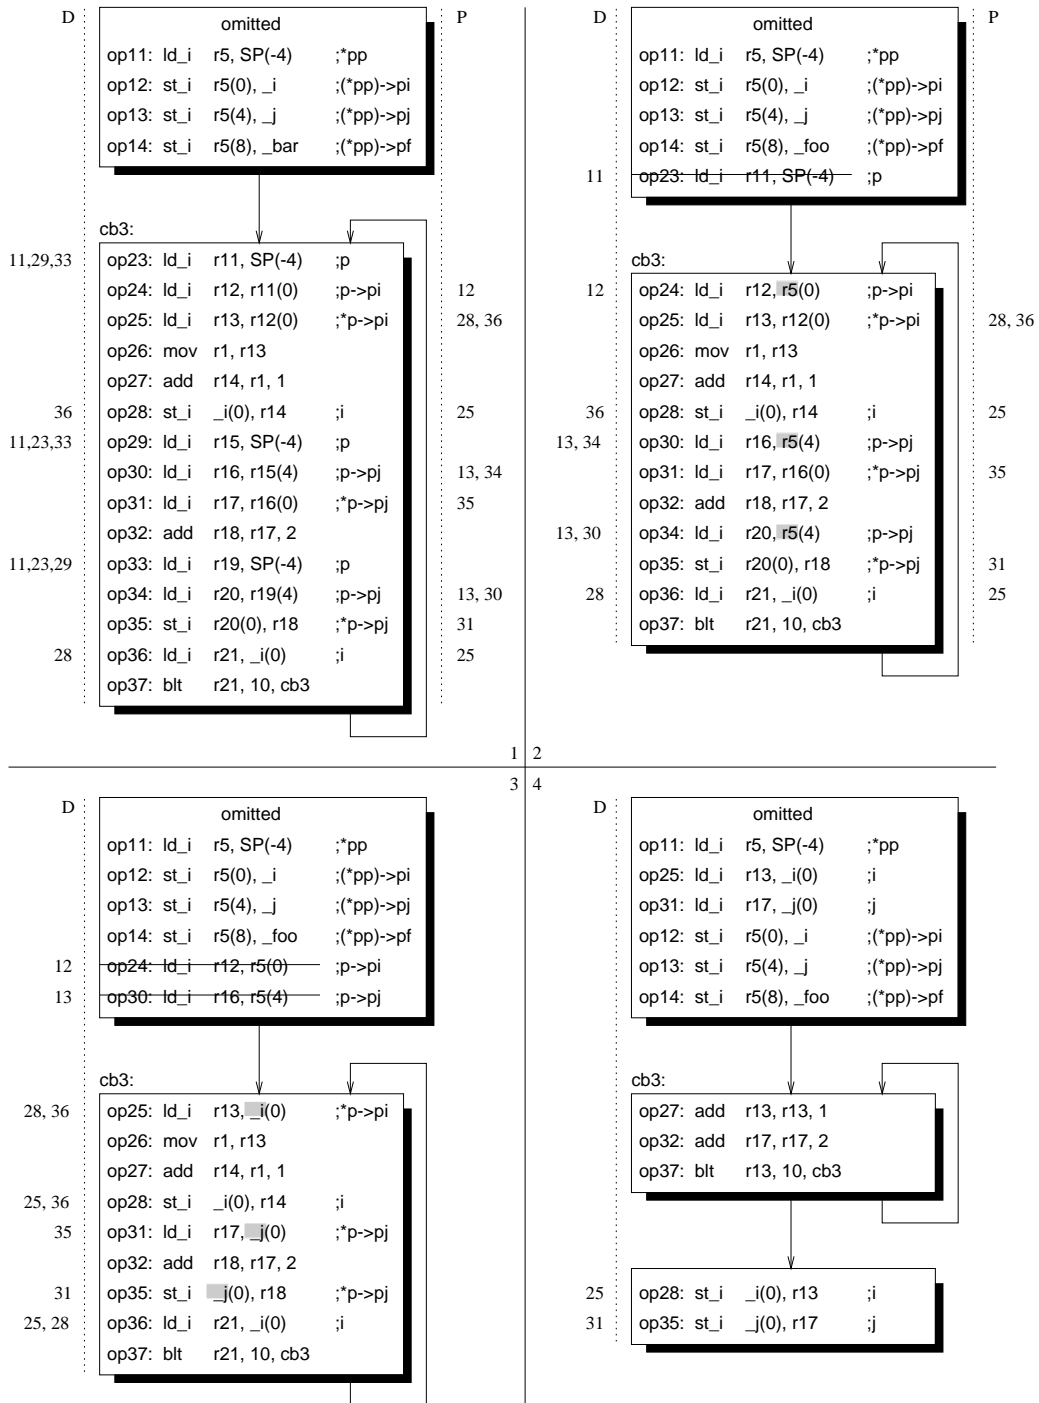 D P
omitted
op11: ld_i r5, SP(-4) ;*pp
op12: st_i r5(0), _i ;(*pp)->pi
op13: st_i r5(4), _j ;(*pp)->pj
op14: st_i r5(8), _bar ;(*pp)->pf
cb3:
11,29,33 op23: ld_i r11, SP(-4) ;p
op24: ld_i r12, r11(0) ;p->pi 12
op25: ld_i r13, r12(0) ;*p->pi 28, 36
op26: mov r1, r13
op27: add r14, r1, 1
36 op28: st_i _i(0), r14 ;i 25
11,23,33 op29: ld_i r15, SP(-4) ;p
op30: ld_i r16, r15(4) ;p->pj 13, 34
op31: ld_i r17, r16(0) ;*p->pj 35
op32: add r18, r17, 2
11,23,29 op33: ld_i r19, SP(-4) ;p
op34: ld_i r20, r19(4) ;p->pj 13, 30
op35: st_i r20(0), r18 ;*p->pj 31
28 op36: ld_i r21, _i(0) ;i 25
op37: blt r21, 10, cb3
1
D P
omitted
op11: ld_i r5, SP(-4) ;*pp
op12: st_i r5(0), _i ;(*pp)->pi
op13: st_i r5(4), _j ;(*pp)->pj
op14: st_i r5(8), _foo ;(*pp)->pf
11 op23: ld_i r11, SP(-4) ;p
cb3:
12 op24: ld_i r12, r5(0) ;p->pi
op25: ld_i r13, r12(0) ;*p->pi 28, 36
op26: mov r1, r13
op27: add r14, r1, 1
36 op28: st_i _i(0), r14 ;i 25
13, 34 op30: ld_i r16, r5(4) ;p->pj
op31: ld_i r17, r16(0) ;*p->pj 35
op32: add r18, r17, 2
13, 30 op34: ld_i r20, r5(4) ;p->pj
op35: st_i r20(0), r18 ;*p->pj 31
28 op36: ld_i r21, _i(0) ;i 25
op37: blt r21, 10, cb3
2
3
D
omitted
op11: ld_i r5, SP(-4) ;*pp
op12: st_i r5(0), _i ;(*pp)->pi
op13: st_i r5(4), _j ;(*pp)->pj
op14: st_i r5(8), _foo ;(*pp)->pf
12 op24: ld_i r12, r5(0) ;p->pi
13 op30: ld_i r16, r5(4) ;p->pj
cb3:
28, 36 op25: ld_i r13, _i(0) ;*p->pi
op26: mov r1, r13
op27: add r14, r1, 1
25, 36 op28: st_i _i(0), r14 ;i
35 op31: ld_i r17, _j(0) ;*p->pj
op32: add r18, r17, 2
31 op35: st_i _j(0), r18 ;*p->pj
25, 28 op36: ld_i r21, _i(0) ;i
op37: blt r21, 10, cb3
4
D
omitted
op11: ld_i r5, SP(-4) ;*pp
op25: ld_i r13, _i(0) ;i
op31: ld_i r17, _j(0) ;j
op12: st_i r5(0), _i ;(*pp)->pi
op13: st_i r5(4), _j ;(*pp)->pj
op14: st_i r5(8), _foo ;(*pp)->pf
cb3:
op27: add r13, r13, 1
op32: add r17, r17, 2
op37: blt r13, 10, cb3
25 op28: st_i _i(0), r13 ;i
31 op35: st_i _j(0), r17 ;j